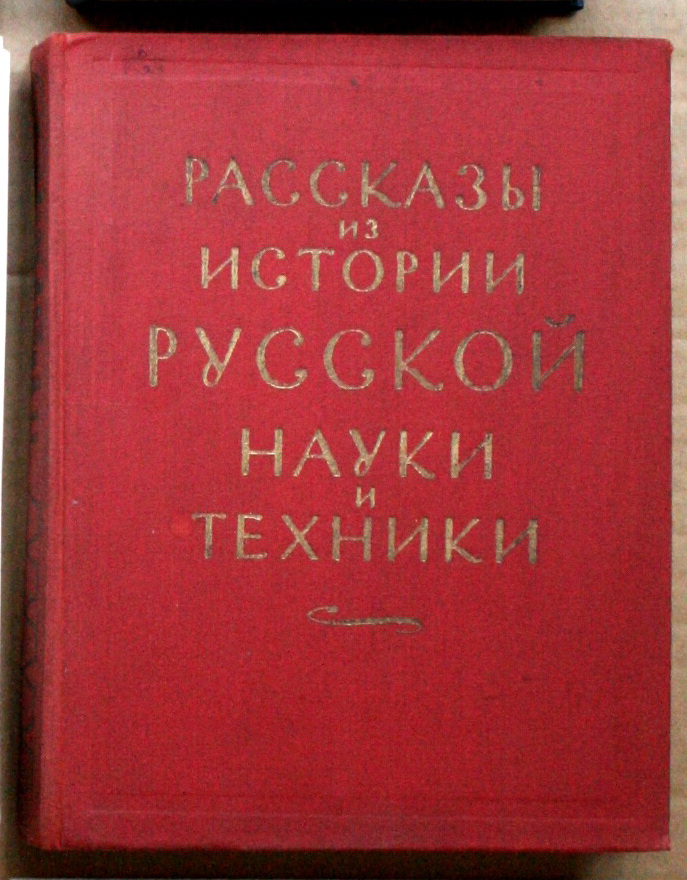 РАССКАЗЫ
ИЗ
ИСТОРИИ
РУССКОЙ
НАУКИ
И
ТЕХНИКИ